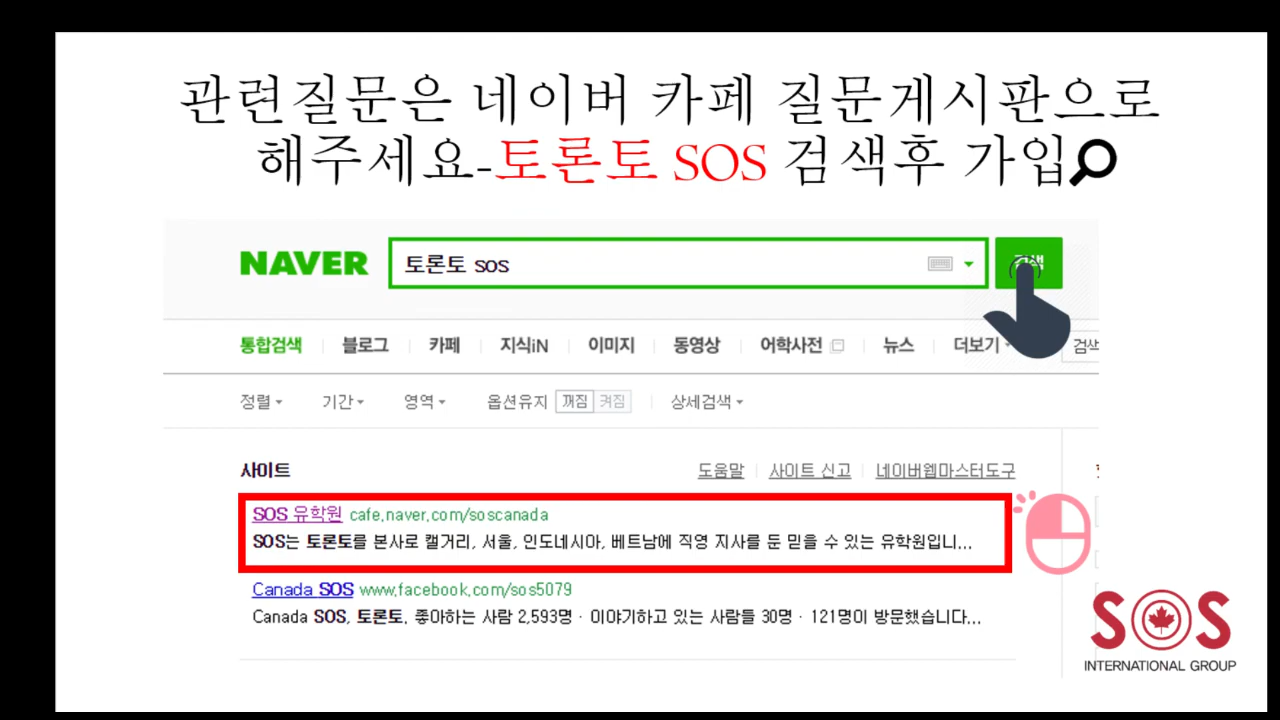 관련질문은 네이버 카페 질문게시판으로
해주세요-토론토 SOS 검색후 가입
NAVER 토론토 sos
통합검색 블로그 카페 지식iN 이미지 동영상 어학사전 뉴스 더보기
정렬 기간 영역 옵션유지 꺼짐 켜짐 상세검색
사이트 도움말 사이트 신고 네이버웹마스터도구
SOS 유학원 cafe.naver.com/soscanada
SOS는 토론토를 본사로 캘거리, 서울, 인도네시아, 베트남에 직영 지사를 둔 믿을 수 있는 유학원입니...
Canada SOS www.facebook.com/sos5079
Canada SOS, 토론토. 좋아하는 사람 2,593명 · 이야기하고 있는 사람들 30명 · 121명이 방문했습니다...
SOS
INTERNATIONAL GROUP